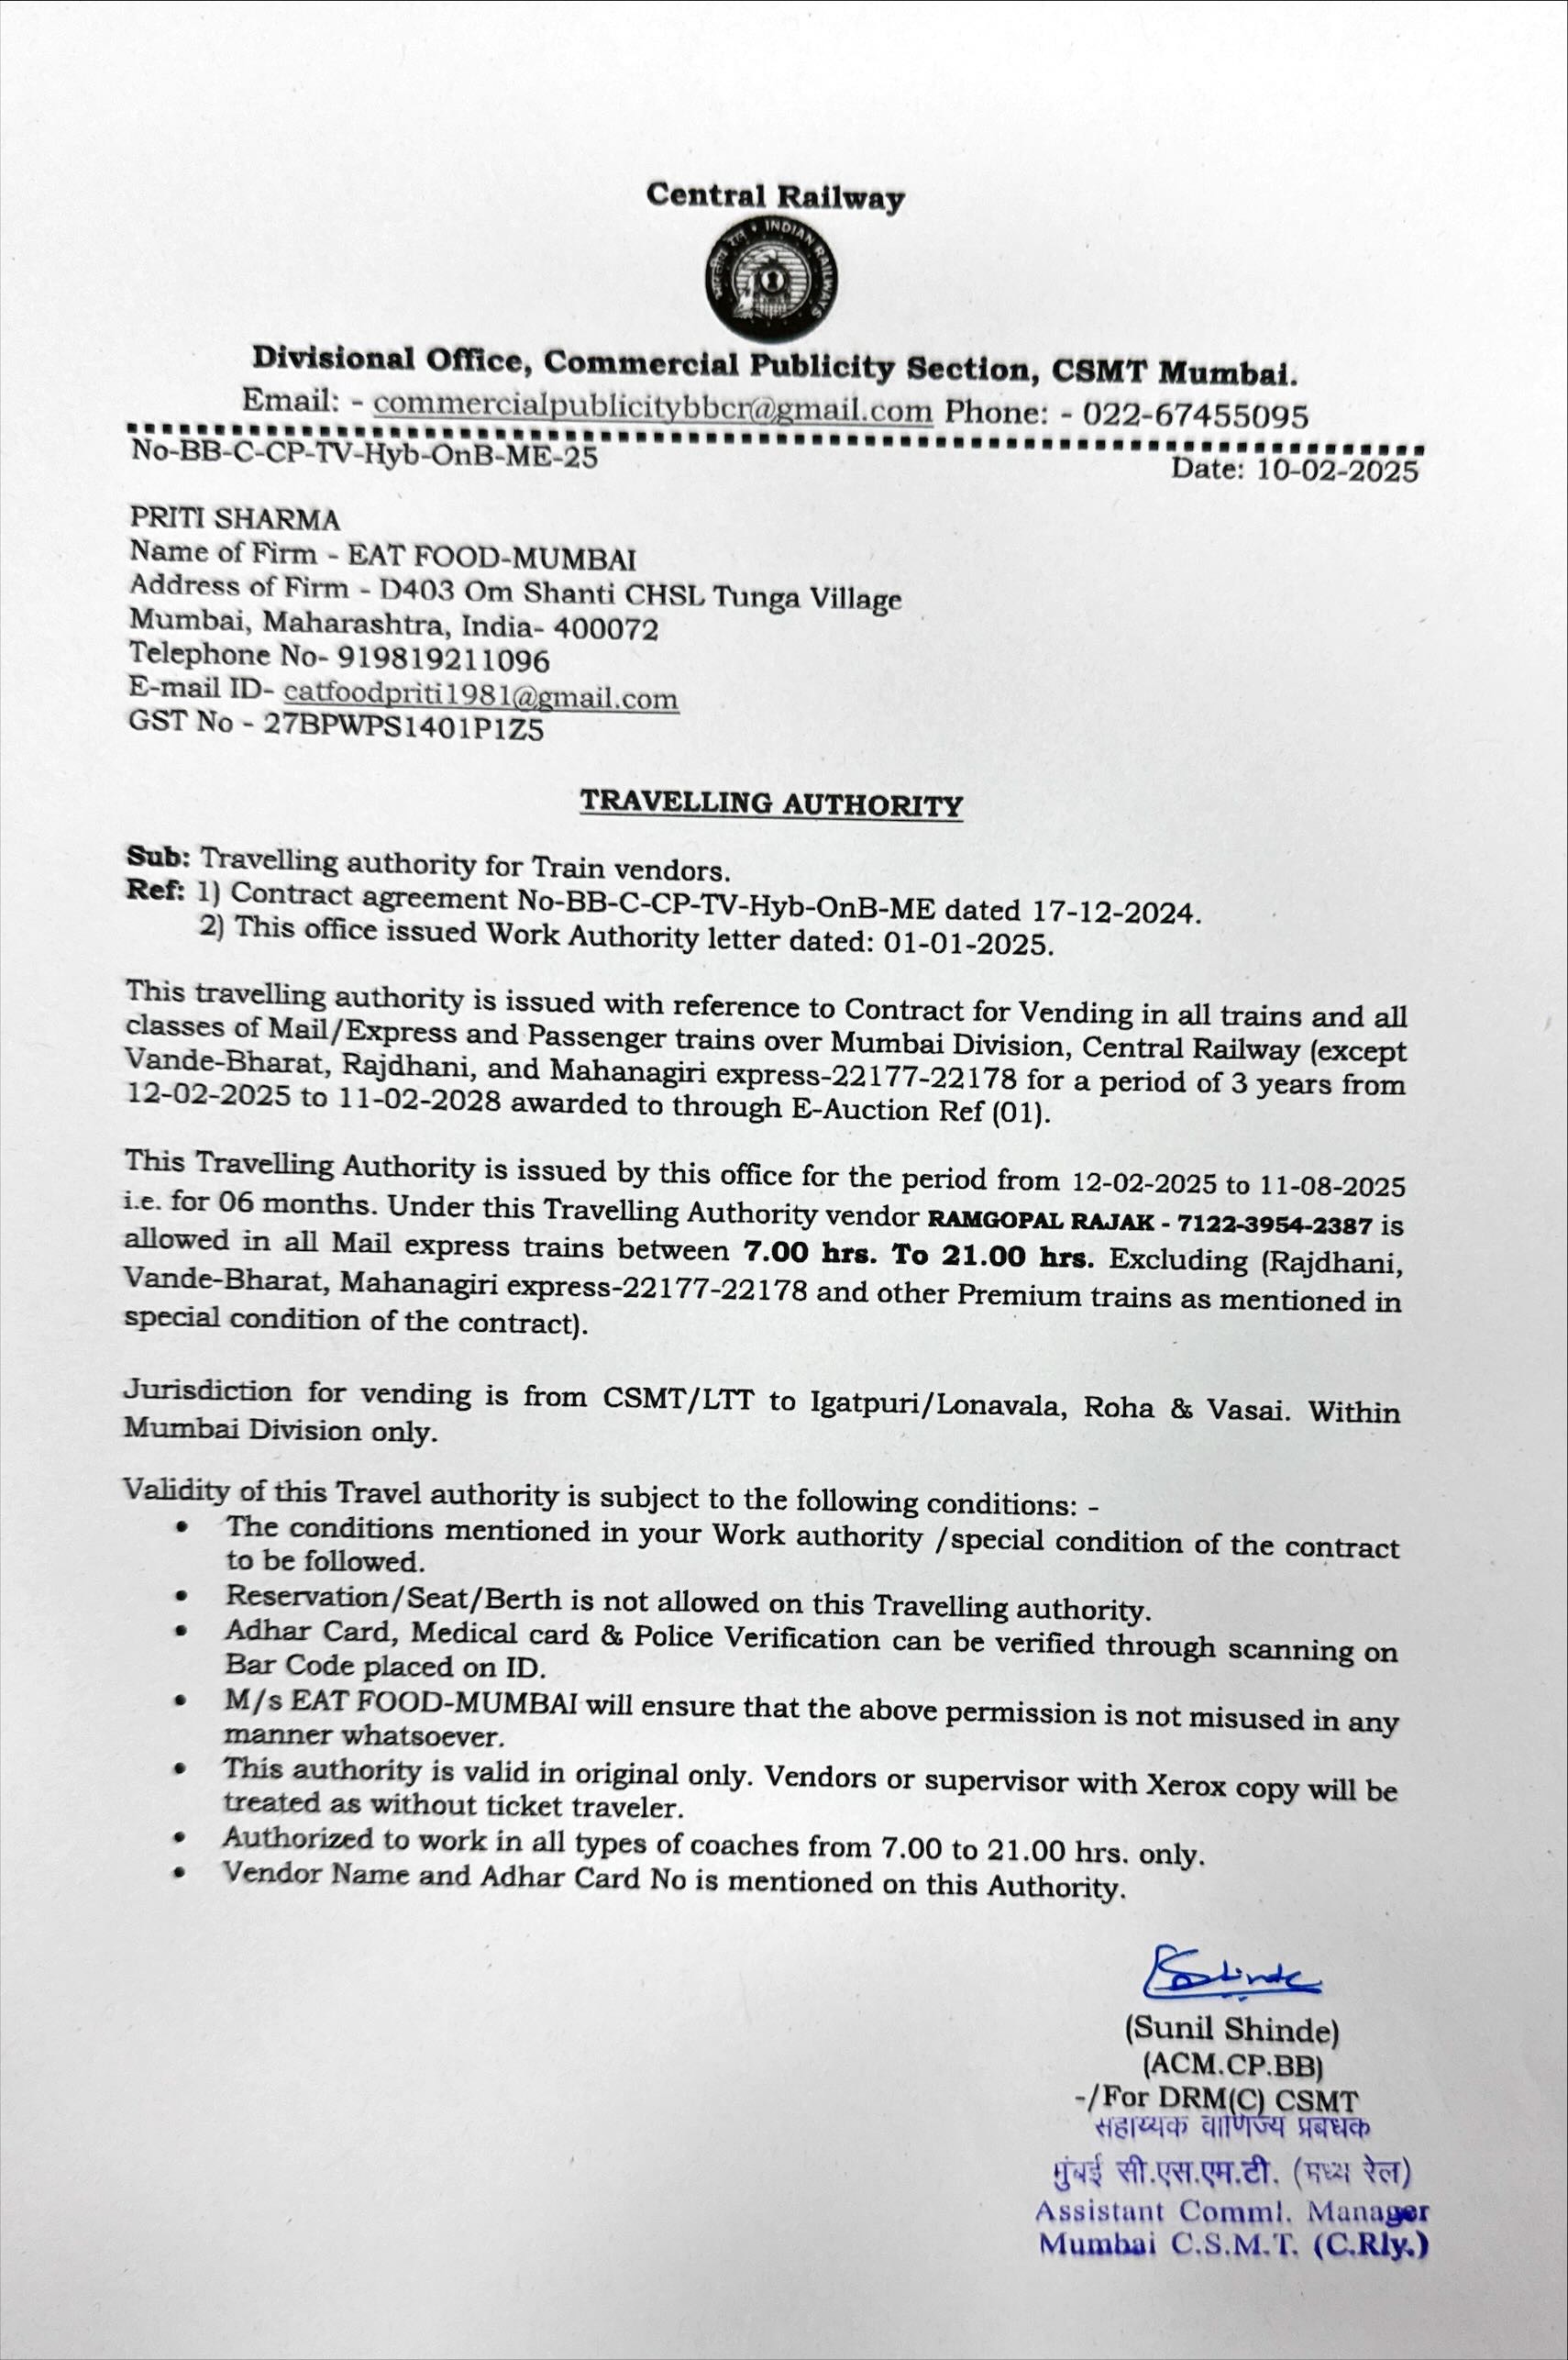 Central Railway
भारतीय रेल * INDIAN RAILWAYS
Divisional Office, Commercial Publicity Section, CSMT Mumbai.
Email: - commercialpublicitybbcr@gmail.com Phone: - 022-67455095
No-BB-C-CP-TV-Hyb-OnB-ME-25
Date: 10-02-2025
PRITI SHARMA
Name of Firm - EAT FOOD-MUMBAI
Address of Firm - D403 Om Shanti CHSL Tunga Village
Mumbai, Maharashtra, India- 400072
Telephone No- 919819211096
E-mail ID- eatfoodpriti1981@gmail.com
GST No - 27BPWPS1401P1Z5
TRAVELLING AUTHORITY
Sub: Travelling authority for Train vendors.
Ref: 1) Contract agreement No-BB-C-CP-TV-Hyb-OnB-ME dated 17-12-2024.
2) This office issued Work Authority letter dated: 01-01-2025.
This travelling authority is issued with reference to Contract for Vending in all trains and all
classes of Mail/Express and Passenger trains over Mumbai Division, Central Railway (except
Vande-Bharat, Rajdhani, and Mahanagiri express-22177-22178 for a period of 3 years from
12-02-2025 to 11-02-2028 awarded to through E-Auction Ref (01).
This Travelling Authority is issued by this office for the period from 12-02-2025 to 11-08-2025
i.e. for 06 months. Under this Travelling Authority vendor RAMGOPAL RAJAK - 7122-3954-2387 is
allowed in all Mail express trains between 7.00 hrs. To 21.00 hrs. Excluding (Rajdhani,
Vande-Bharat, Mahanagiri express-22177-22178 and other Premium trains as mentioned in
special condition of the contract).
Jurisdiction for vending is from CSMT/LTT to Igatpuri/Lonavala, Roha & Vasai. Within
Mumbai Division only.
Validity of this Travel authority is subject to the following conditions: -
• The conditions mentioned in your Work authority /special condition of the contract
to be followed.
• Reservation/Seat/Berth is not allowed on this Travelling authority.
• Adhar Card, Medical card & Police Verification can be verified through scanning on
Bar Code placed on ID.
• M/s EAT FOOD-MUMBAI will ensure that the above permission is not misused in any
manner whatsoever.
• This authority is valid in original only. Vendors or supervisor with Xerox copy will be
treated as without ticket traveler.
• Authorized to work in all types of coaches from 7.00 to 21.00 hrs. only.
• Vendor Name and Adhar Card No is mentioned on this Authority.
Shinde
(Sunil Shinde)
(ACM.CP.BB)
-/For DRM(C) CSMT
सहाय्यक वाणिज्य प्रबंधक
मुंबई सी.एस.एम.टी. (मध्य रेल)
Assistant Comml. Manager
Mumbai C.S.M.T. (C.Rly.)